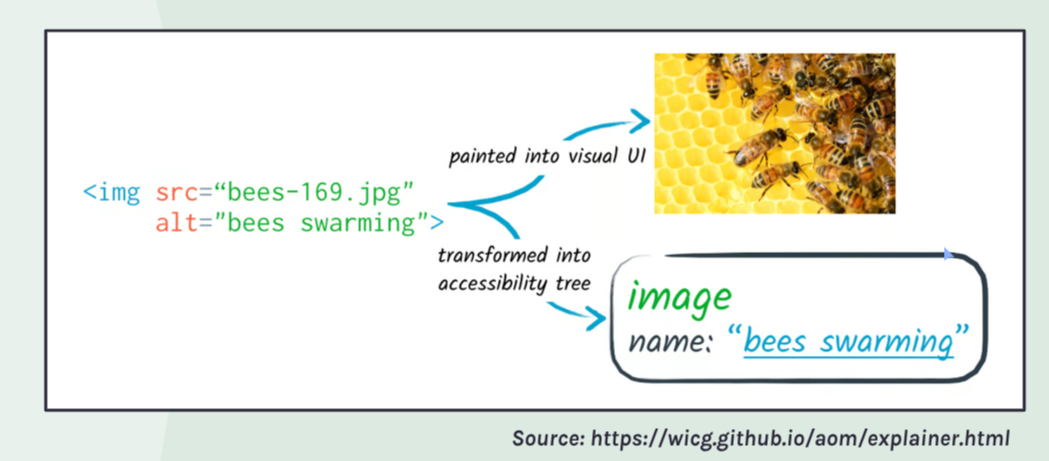 <img src=“bees-169.jpg"
alt="bees swarming">
painted into visual UI
transformed into
accessibility tree
image
name: “bees swarming”
Source: https://wicg.github.io/aom/explainer.html